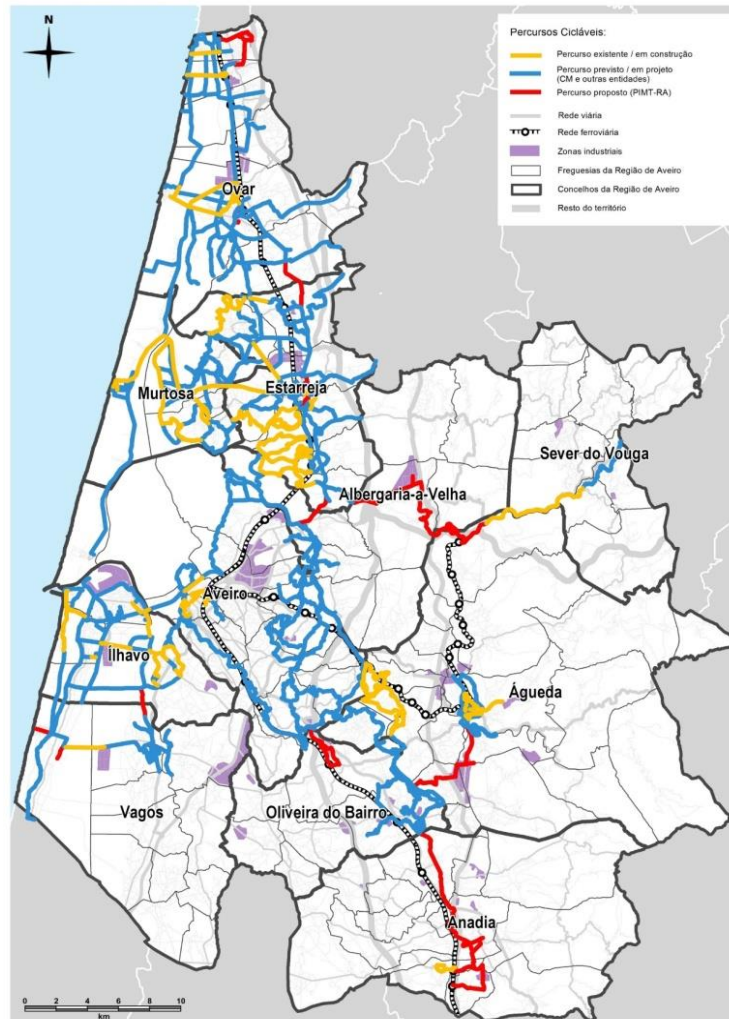 N
Percursos Cicláveis:
Percurso existente / em construção
Percurso previsto / em projeto
(CM e outras entidades)
Percurso proposto (PIMT-RA)
Rede viária
Rede ferroviária
Zonas industriais
Freguesias da Região de Aveiro
Concelhos da Região de Aveiro
Resto do território
Ovar
Murtosa
Estarreja
Sever do Vouga
Albergaria-a-Velha
Aveiro
Ílhavo
Águeda
Vagos
Oliveira do Bairro
Anadia
0 2 4 6 8 10
km